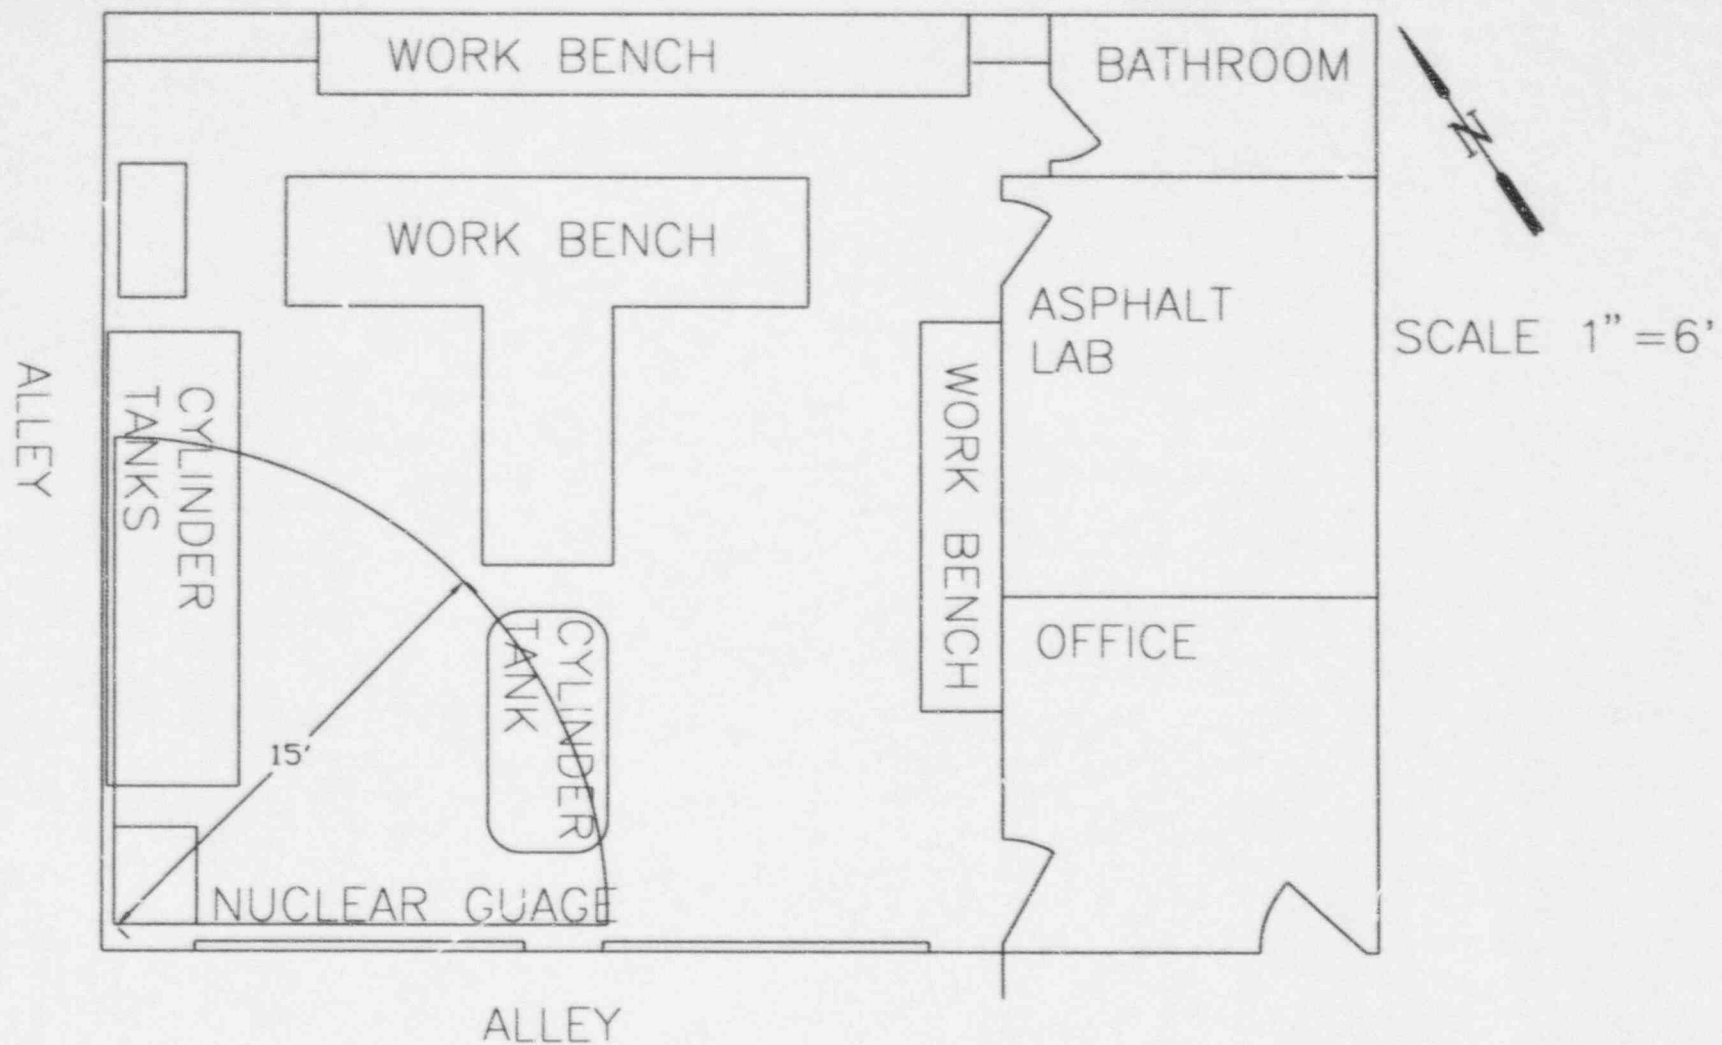 WORK BENCH
BATHROOM
N
WORK BENCH
ASPHALT
LAB
SCALE 1"=6'
ALLEY
CYLINDER
TANKS
WORK BENCH
OFFICE
CYLINDER
TANK
15'
NUCLEAR GUAGE
ALLEY